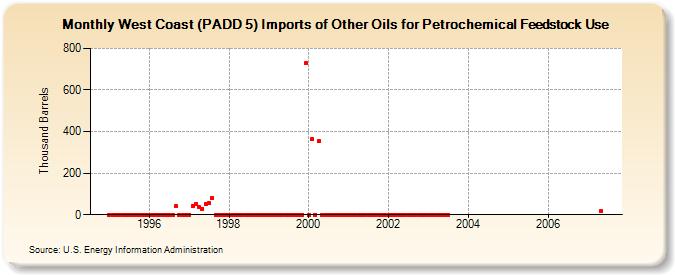 Monthly West Coast (PADD 5) Imports of Other Oils for Petrochemical Feedstock Use
Thousand Barrels
800
600
400
200
0
1996 1998 2000 2002 2004 2006
Source: U.S. Energy Information Administration